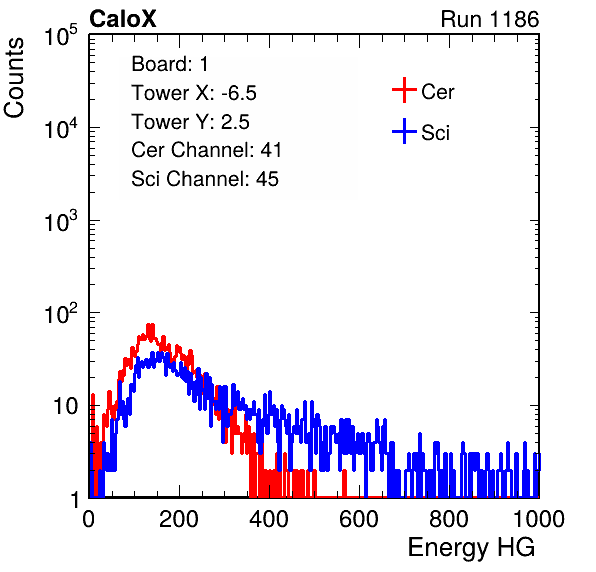 CaloX Run 1186
Counts
10^5
10^4
10^3
10^2
10
1
Board: 1
Tower X: -6.5
Tower Y: 2.5
Cer Channel: 41
Sci Channel: 45
Cer
Sci
0 200 400 600 800 1000
Energy HG